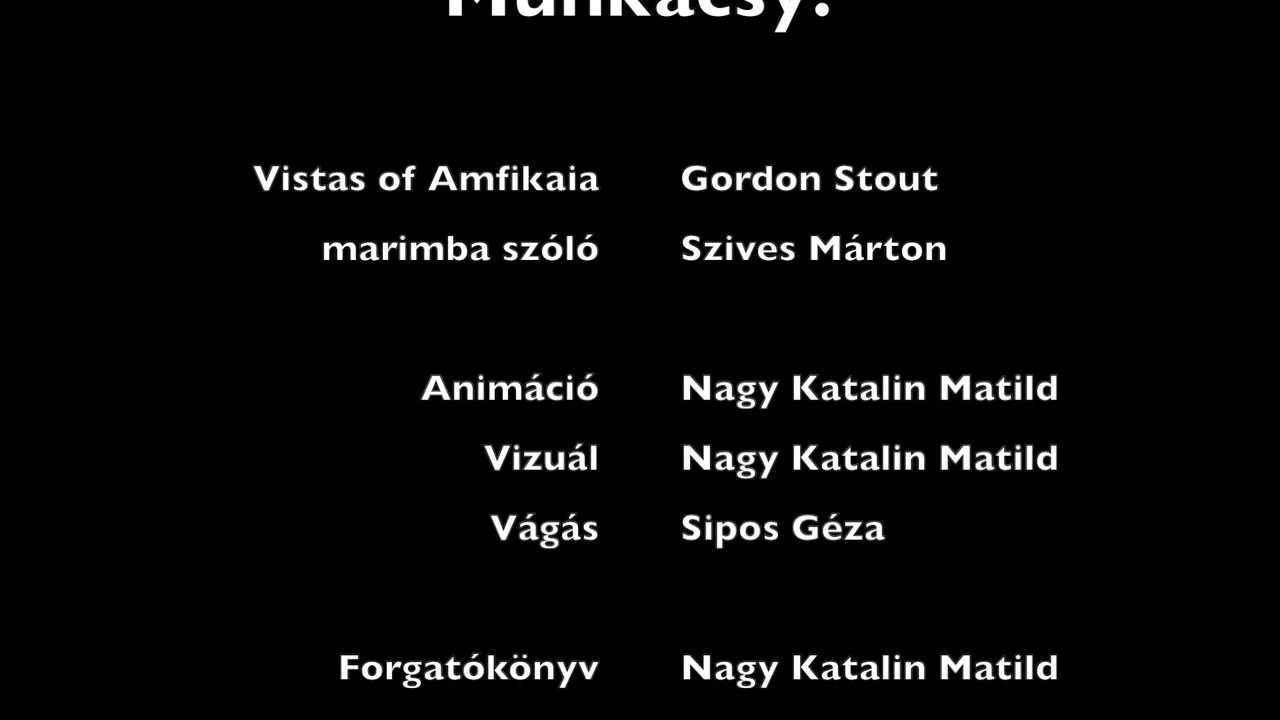 Munkácsy.
Vistas of Amfikaia Gordon Stout
marimba szóló Szives Márton
Animáció Nagy Katalin Matild
Vizuál Nagy Katalin Matild
Vágás Sipos Géza
Forgatókönyv Nagy Katalin Matild